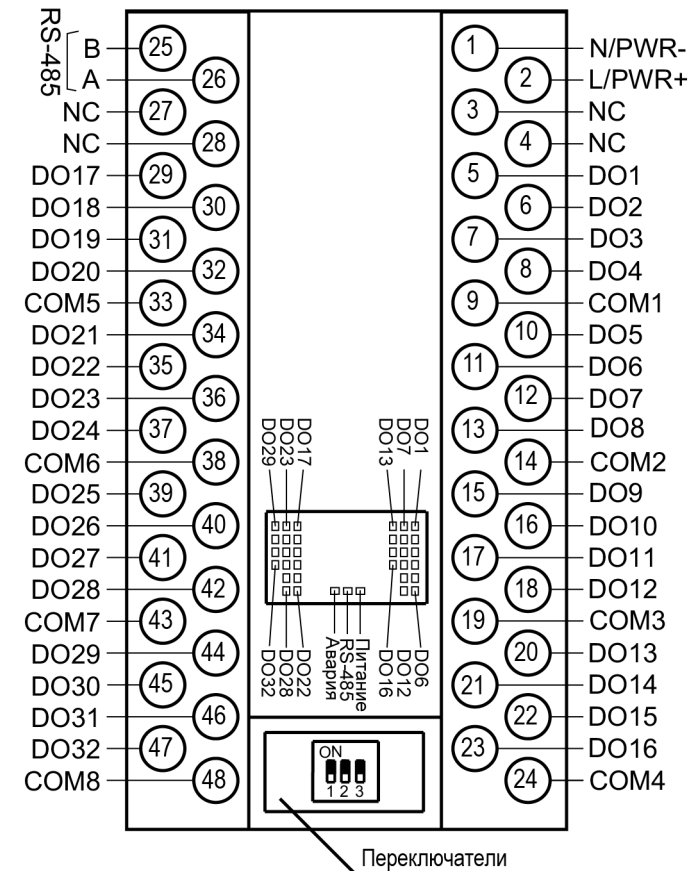 RS-485
B 25
A 26
NC 27
NC 28
DO17 29
DO18 30
DO19 31
DO20 32
COM5 33
DO21 34
DO22 35
DO23 36
DO24 37
COM6 38
DO25 39
DO26 40
DO27 41
DO28 42
COM7 43
DO29 44
DO30 45
DO31 46
DO32 47
COM8 48
1 N/PWR-
2 L/PWR+
3 NC
4 NC
5 DO1
6 DO2
7 DO3
8 DO4
9 COM1
10 DO5
11 DO6
12 DO7
13 DO8
14 COM2
15 DO9
16 DO10
17 DO11
18 DO12
19 COM3
20 DO13
21 DO14
22 DO15
23 DO16
24 COM4
DO29
DO23
DO17
DO13
DO7
DO1
DO32
DO28
DO22
Авария
RS-485
Питание
DO16
DO12
DO6
ON
1 2 3
Переключатели